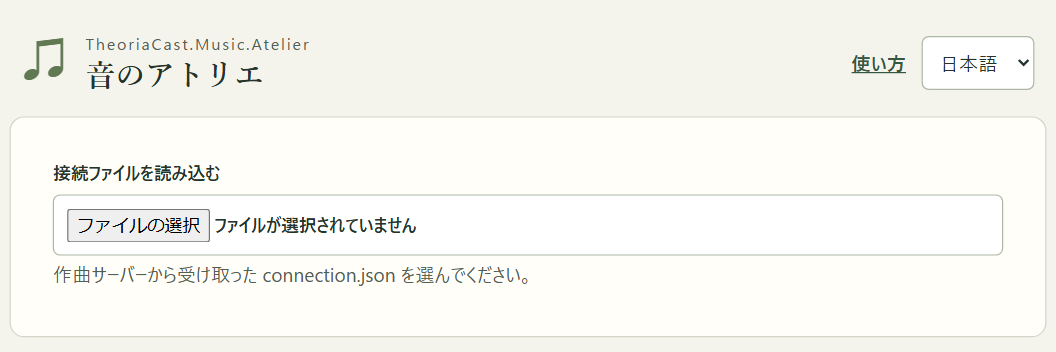 TheoriaCast.Music.Atelier
音のアトリエ
使い方
日本語
接続ファイルを読み込む
ファイルの選択 ファイルが選択されていません
作曲サーバーから受け取った connection.json を選んでください。